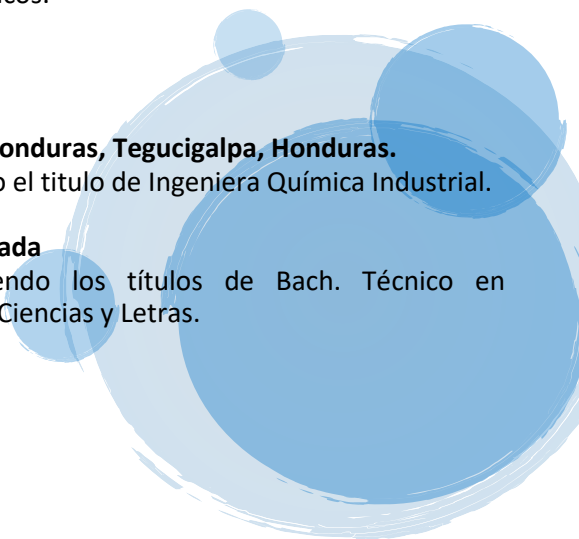 cos.
onduras, Tegucigalpa, Honduras.
o el titulo de Ingeniera Química Industrial.
ada
endo los títulos de Bach. Técnico en
Ciencias y Letras.